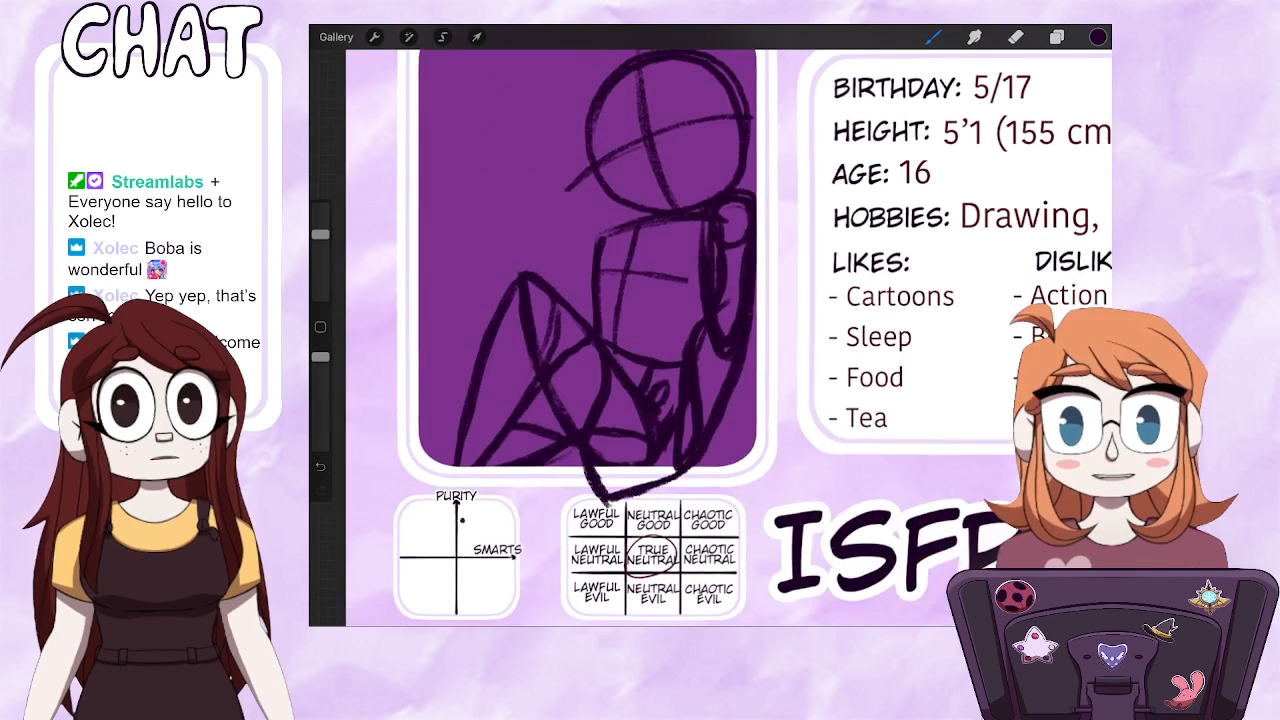 CHAT
Streamlabs +
Everyone say hello to
Xolec!
Xolec Boba is
wonderful
Xolec Yep yep, that's
come
Gallery
BIRTHDAY: 5/17
HEIGHT: 5'1 (155 cm
AGE: 16
HOBBIES: Drawing,
LIKES:
- Cartoons
- Sleep
- Food
- Tea
DISLIK
- Action
PURITY
SMARTS
LAWFUL GOOD
NEUTRAL GOOD
CHAOTIC GOOD
LAWFUL NEUTRAL
TRUE NEUTRAL
CHAOTIC NEUTRAL
LAWFUL EVIL
NEUTRAL EVIL
CHAOTIC EVIL
ISFP